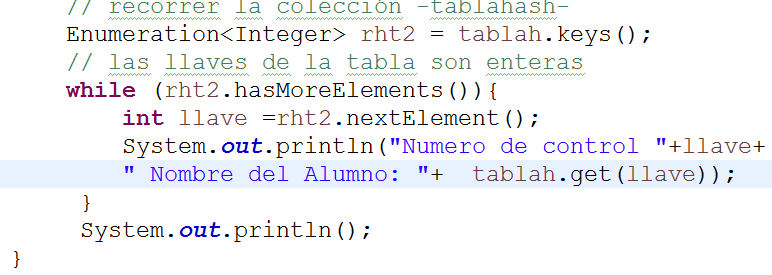 // recorrer la colección -tablahash-
Enumeration<Integer> rht2 = tablah.keys();
// las llaves de la tabla son enteras
while (rht2.hasMoreElements()){
int llave =rht2.nextElement();
System.out.println("Numero de control "+llave+
" Nombre del Alumno: "+  tablah.get(llave));
}
System.out.println();
}